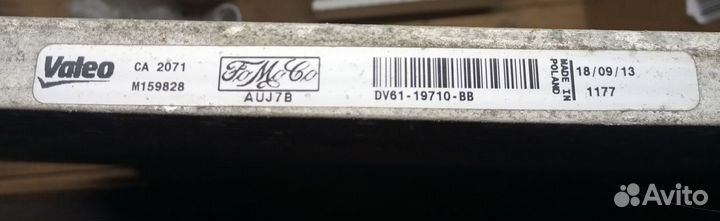 Valeo
CA 2071
M159828
FoMoCo
AUJ7B
DV61-19710-BB
MADE IN
POLAND
18/09/13
1177
Avito